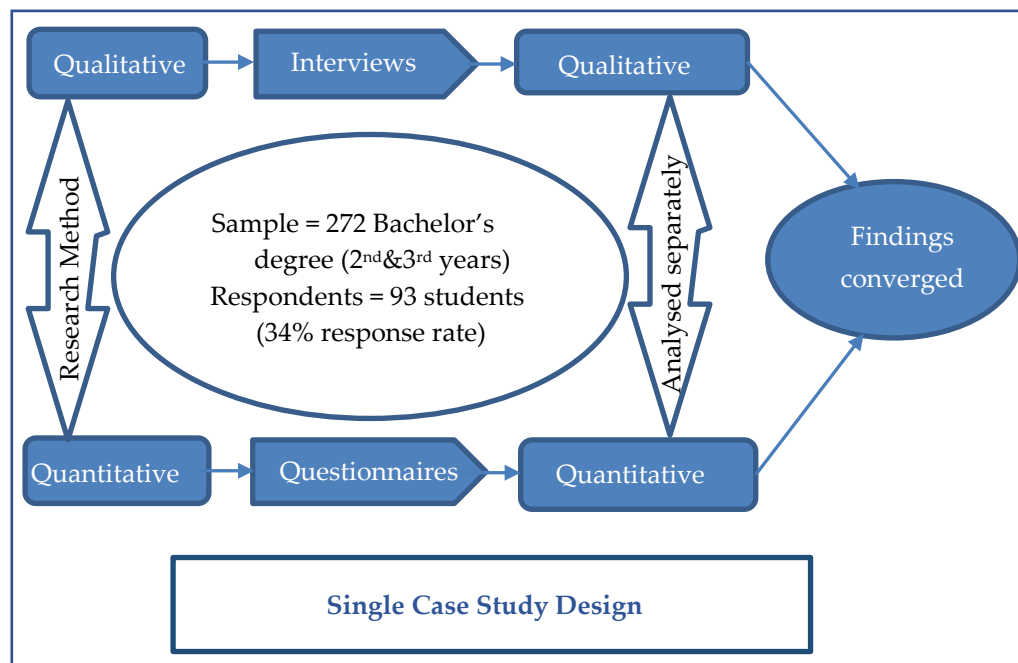 Qualitative
Interviews
Qualitative
Research Method
Sample = 272 Bachelor’s
degree (2nd&3rd years)
Respondents = 93 students
(34% response rate)
Analysed separately
Findings
converged
Quantitative
Questionnaires
Quantitative
Single Case Study Design